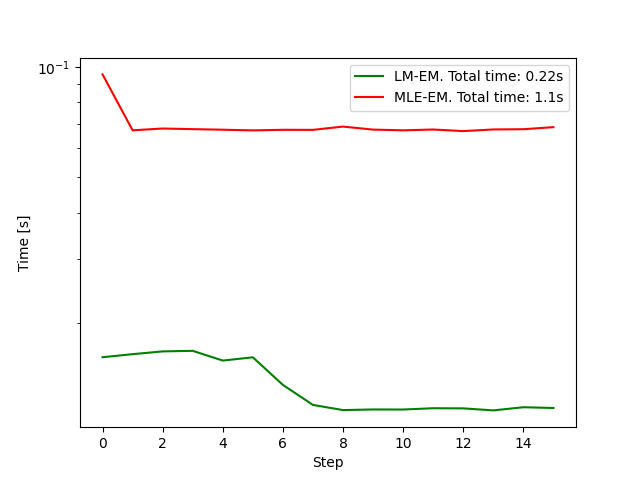 10⁻¹
LM-EM. Total time: 0.22s
MLE-EM. Total time: 1.1s
Time [s]
0 2 4 6 8 10 12 14
Step